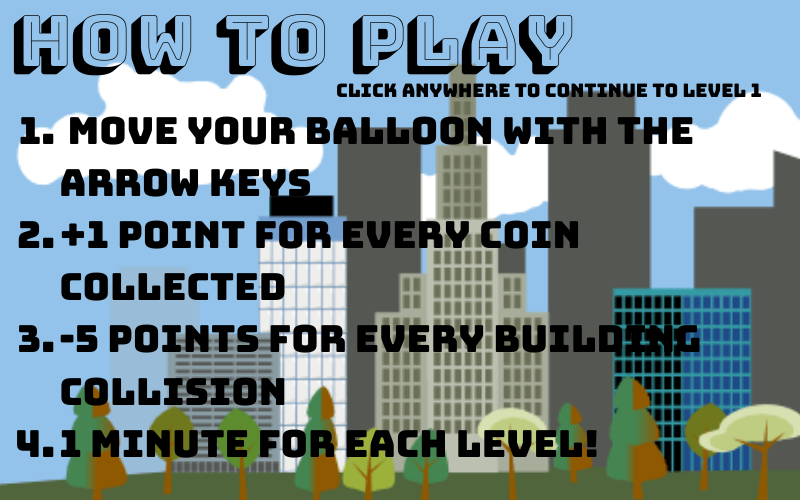 HOW TO PLAY
CLICK ANYWHERE TO CONTINUE TO LEVEL 1
1. MOVE YOUR BALLOON WITH THE
ARROW KEYS
2. +1 POINT FOR EVERY COIN
COLLECTED
3. -5 POINTS FOR EVERY BUILDING
COLLISION
4. 1 MINUTE FOR EACH LEVEL!